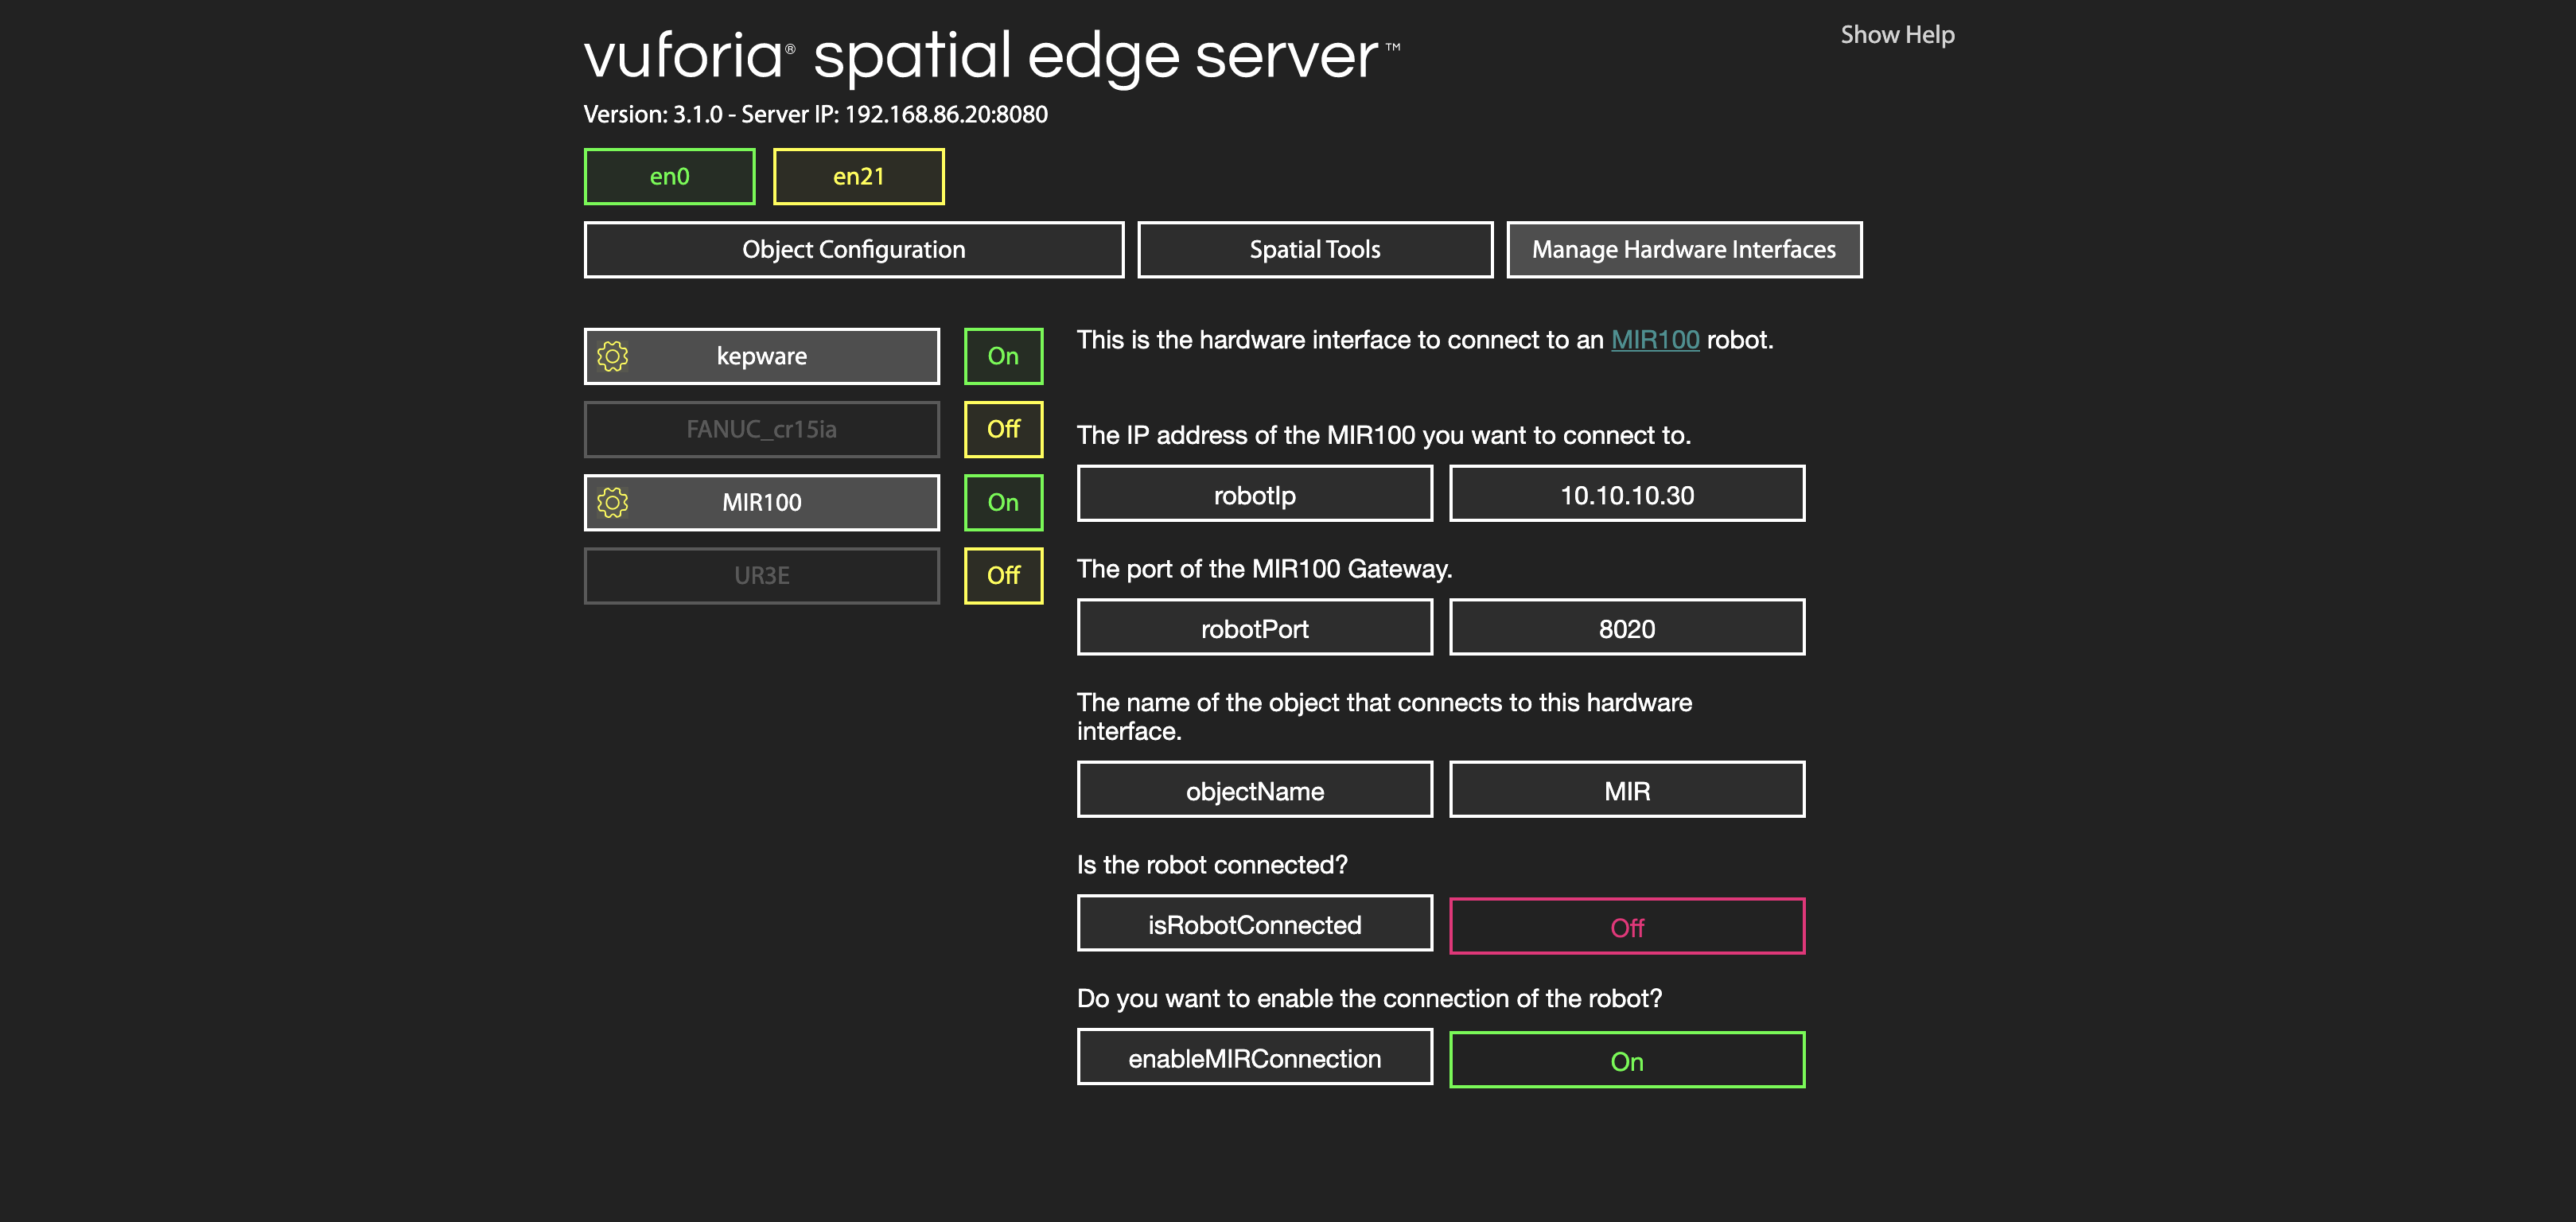 Show Help
vuforia® spatial edge server™
Version: 3.1.0 - Server IP: 192.168.86.20:8080
en0 en21
Object Configuration Spatial Tools Manage Hardware Interfaces
kepware On
FANUC_cr15ia Off
MIR100 On
UR3E Off
This is the hardware interface to connect to an MIR100 robot.
The IP address of the MIR100 you want to connect to.
robotIp 10.10.10.30
The port of the MIR100 Gateway.
robotPort 8020
The name of the object that connects to this hardware
interface.
objectName MIR
Is the robot connected?
isRobotConnected Off
Do you want to enable the connection of the robot?
enableMIRConnection On